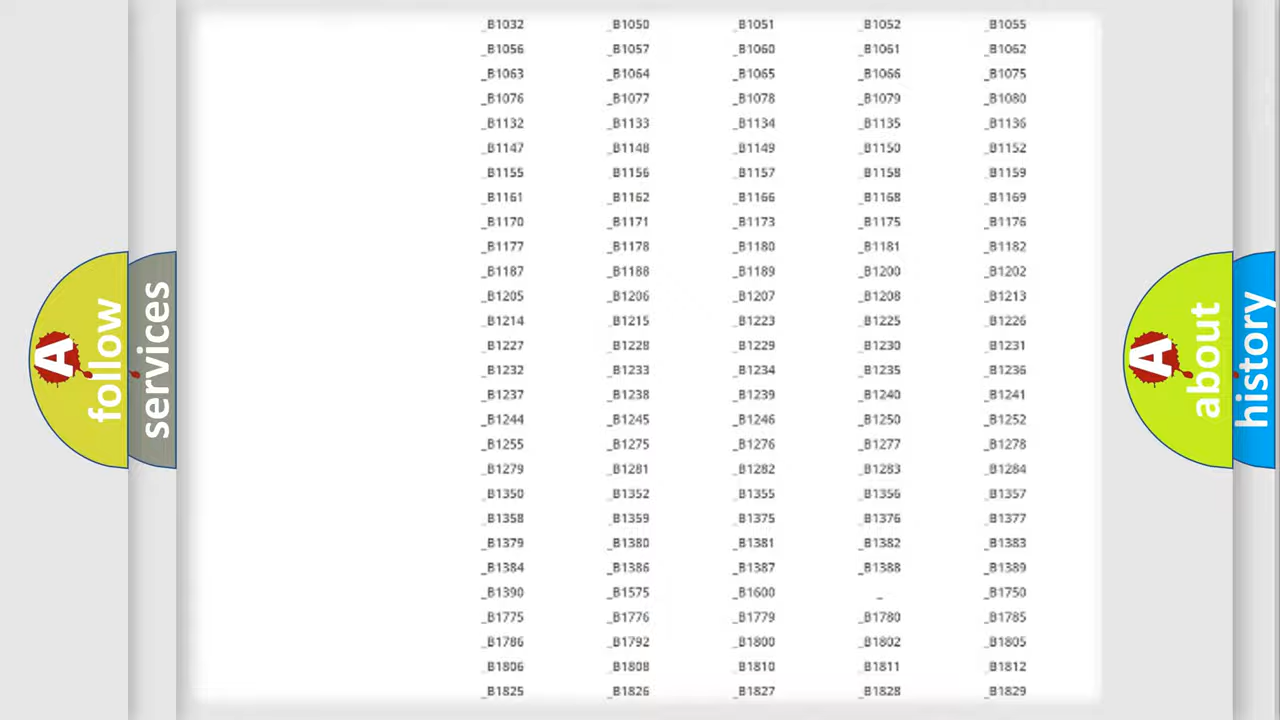 _B1032 _B1050 _B1051 _B1052 _B1055
_B1056 _B1057 _B1060 _B1061 _B1062
_B1063 _B1064 _B1065 _B1066 _B1075
_B1076 _B1077 _B1078 _B1079 _B1080
_B1132 _B1133 _B1134 _B1135 _B1136
_B1147 _B1148 _B1149 _B1150 _B1152
_B1155 _B1156 _B1157 _B1158 _B1159
_B1161 _B1162 _B1166 _B1168 _B1169
_B1170 _B1171 _B1173 _B1175 _B1176
_B1177 _B1178 _B1180 _B1181 _B1182
_B1187 _B1188 _B1189 _B1200 _B1202
_B1205 _B1206 _B1207 _B1208 _B1213
_B1214 _B1215 _B1223 _B1225 _B1226
_B1227 _B1228 _B1229 _B1230 _B1231
_B1232 _B1233 _B1234 _B1235 _B1236
_B1237 _B1238 _B1239 _B1240 _B1241
_B1244 _B1245 _B1246 _B1250 _B1252
_B1255 _B1275 _B1276 _B1277 _B1278
_B1279 _B1281 _B1282 _B1283 _B1284
_B1350 _B1352 _B1355 _B1356 _B1357
_B1358 _B1359 _B1375 _B1376 _B1377
_B1379 _B1380 _B1381 _B1382 _B1383
_B1384 _B1386 _B1387 _B1388 _B1389
_B1390 _B1575 _B1600 _ _B1750
_B1775 _B1776 _B1779 _B1780 _B1785
_B1786 _B1792 _B1800 _B1802 _B1805
_B1806 _B1808 _B1810 _B1811 _B1812
_B1825 _B1826 _B1827 _B1828 _B1829
A
follow
services
A
about
history